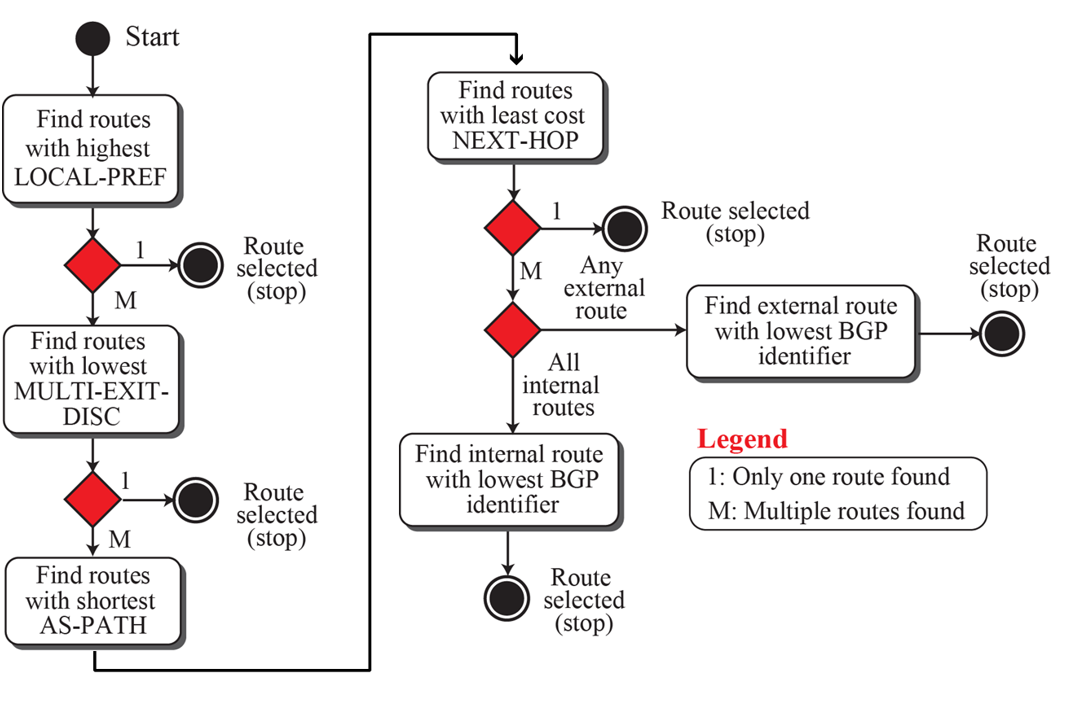 Start
Find routes
with highest
LOCAL-PREF
1
Route
selected
(stop)
M
Find routes
with lowest
MULTI-EXIT-
DISC
1
Route
selected
(stop)
M
Find routes
with shortest
AS-PATH
Find routes
with least cost
NEXT-HOP
1
Route selected
(stop)
M
Any
external
route
Find external route
with lowest BGP
identifier
Route
selected
(stop)
All
internal
routes
Find internal route
with lowest BGP
identifier
Route
selected
(stop)
Legend
1: Only one route found
M: Multiple routes found